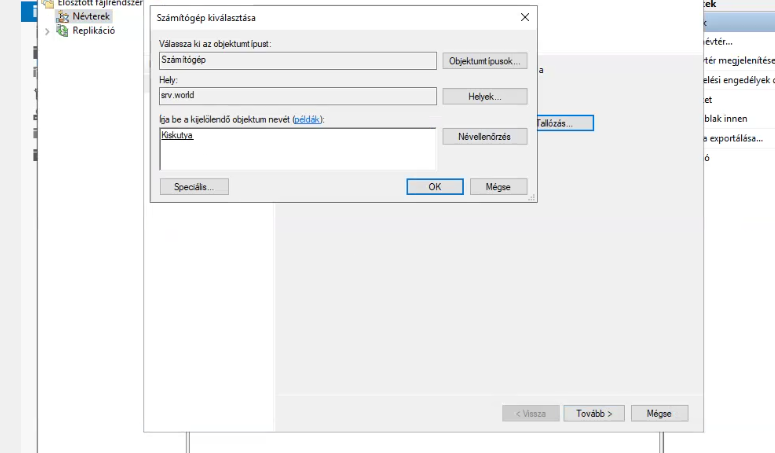 Elosztott fájlrendszer
Névterek
Replikáció
Számítógép kiválasztása
Válassza ki az objektumtípust:
Számítógép
Objektumtípusok...
Hely:
srv.world
Helyek...
Írja be a kijelölendő objektum nevét (példák):
Kiskutya
Névellenőrzés
Speciális...
OK
Mégse
a
Tallózás...
< Vissza
Tovább >
Mégse
névtér...
tér megjelenítése
elési engedélyek
blak innen
a exportálása...
ó